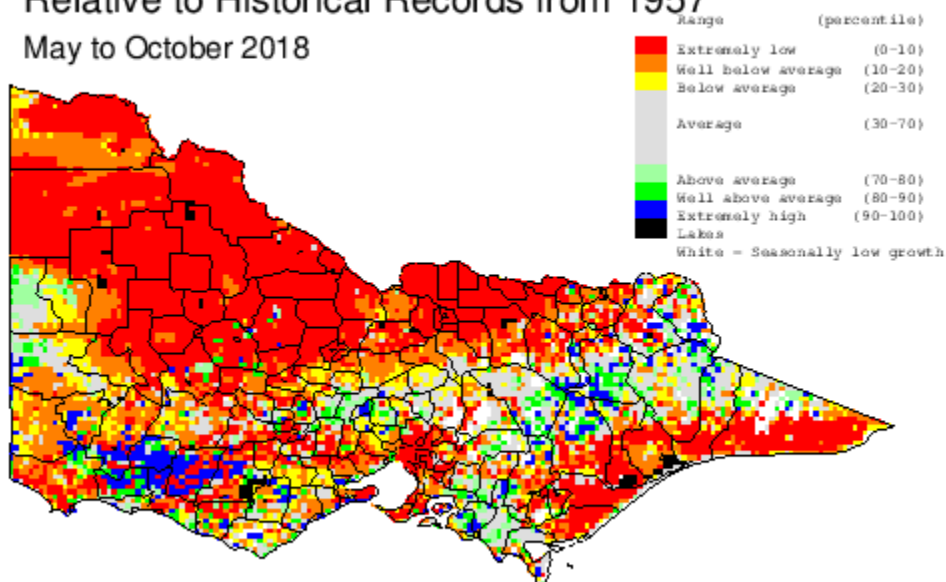 Relative to Historical Records from 1957
May to October 2018
Range (percentile)
Extremely low (0-10)
Well below average (10-20)
Below average (20-30)
Average (30-70)
Above average (70-80)
Well above average (80-90)
Extremely high (90-100)
Lakes
White - Seasonally low growth